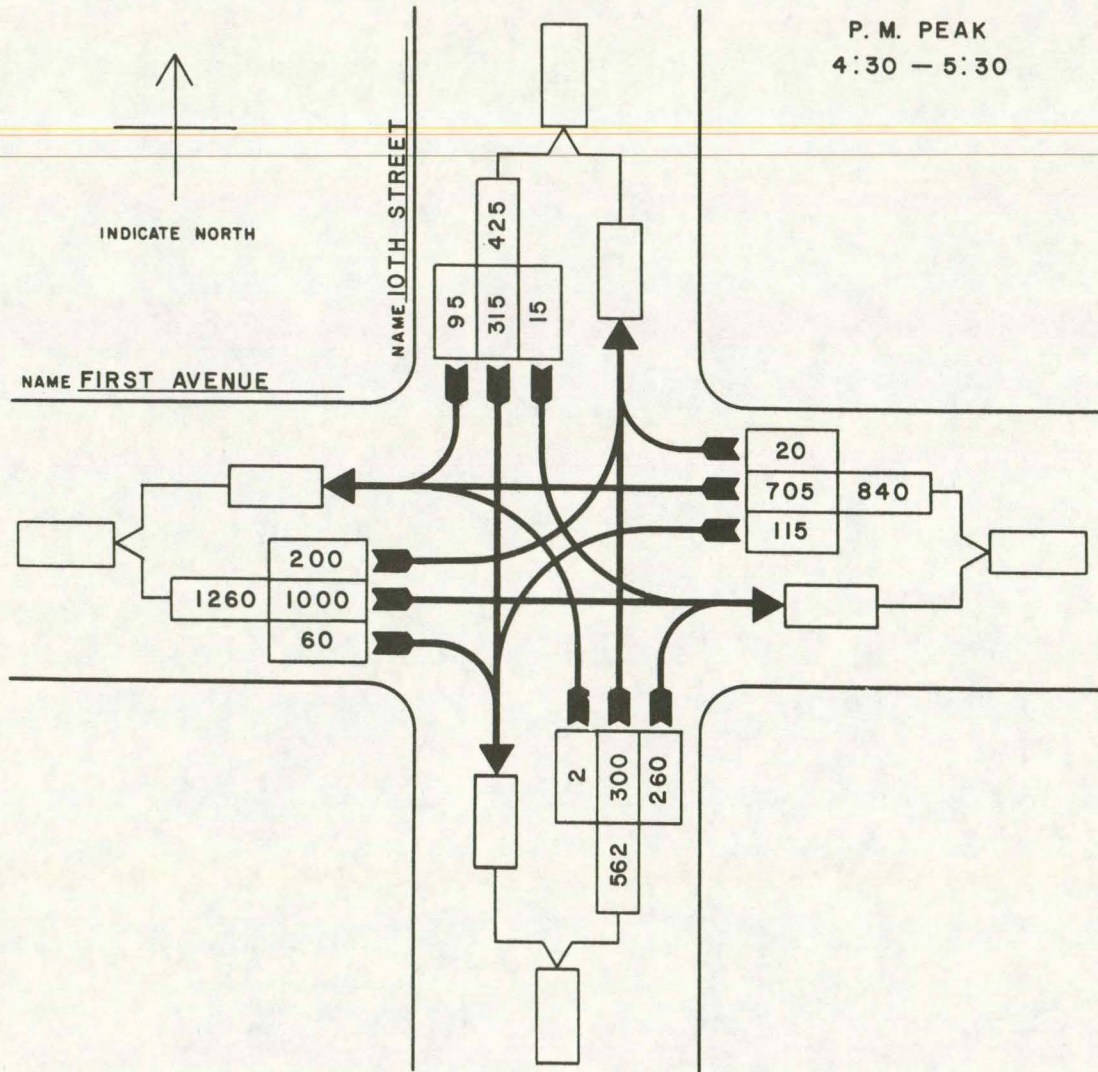 P. M. PEAK
4:30 — 5:30
INDICATE NORTH
NAME 10TH STREET
425
95 315 15
NAME FIRST AVENUE
20
705 840
115
200
1260 1000
60
2 300 260
562